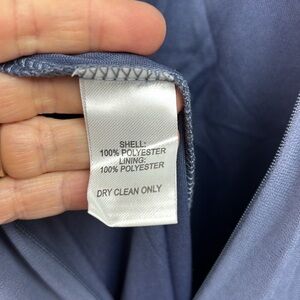 SHELL:
100% POLYESTER
LINING:
100% POLYESTER
DRY CLEAN ONLY